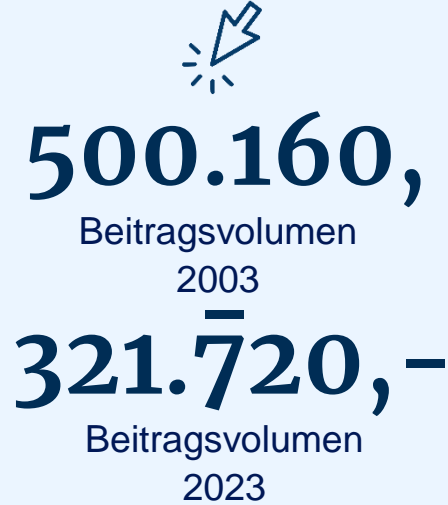 500.160,
Beitragsvolumen
2003
–
321.720,–
Beitragsvolumen
2023